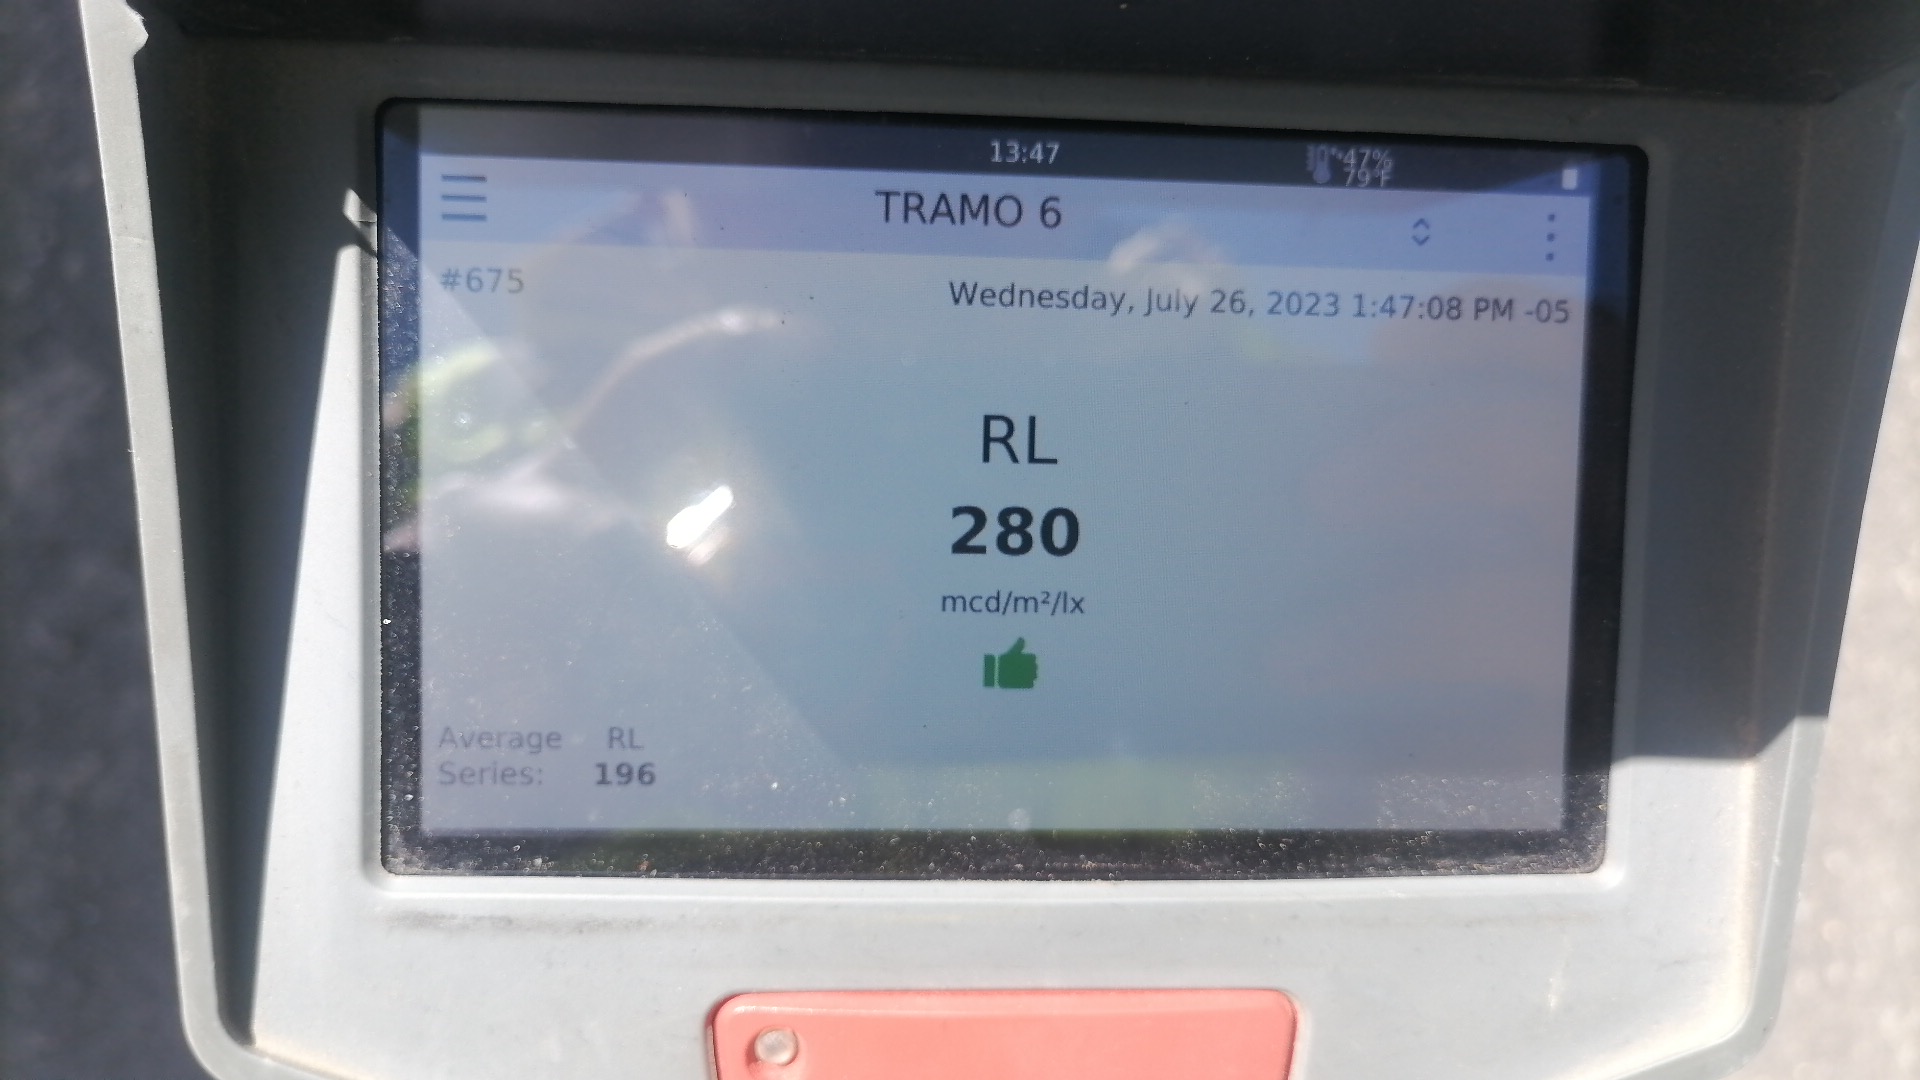 13:47
47%
79°F
TRAMO 6
#675
Wednesday, July 26, 2023 1:47:08 PM -05
RL
280
mcd/m²/lx
Average RL
Series: 196